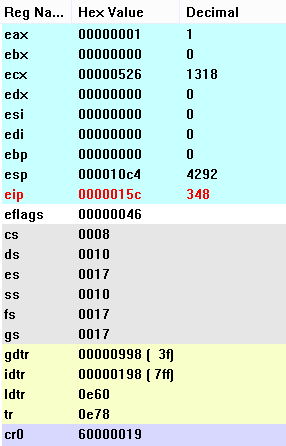 Reg Na... Hex Value Decimal
eax 00000001 1
ebx 00000000 0
ecx 00000526 1318
edx 00000000 0
esi 00000000 0
edi 00000000 0
ebp 00000000 0
esp 000010c4 4292
eip 0000015c 348
eflags 00000046
cs 0008
ds 0010
es 0017
ss 0010
fs 0017
gs 0017
gdtr 00000998 ( 3f)
idtr 00000198 ( 7ff)
ldtr 0e60
tr 0e78
cr0 60000019